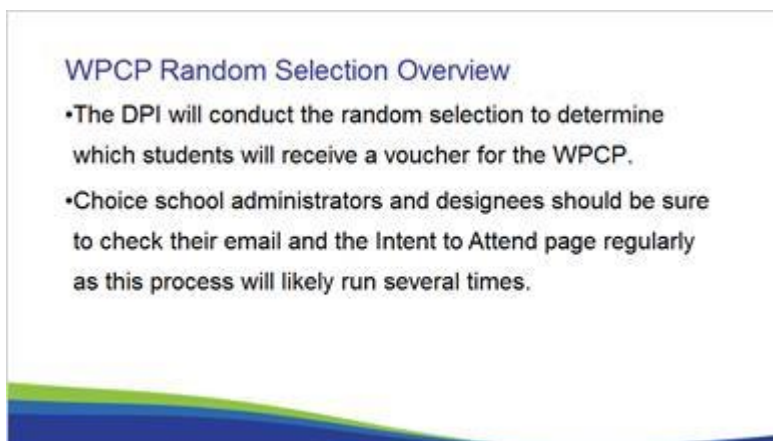 WPCP Random Selection Overview
•The DPI will conduct the random selection to determine
which students will receive a voucher for the WPCP.
•Choice school administrators and designees should be sure
to check their email and the Intent to Attend page regularly
as this process will likely run several times.